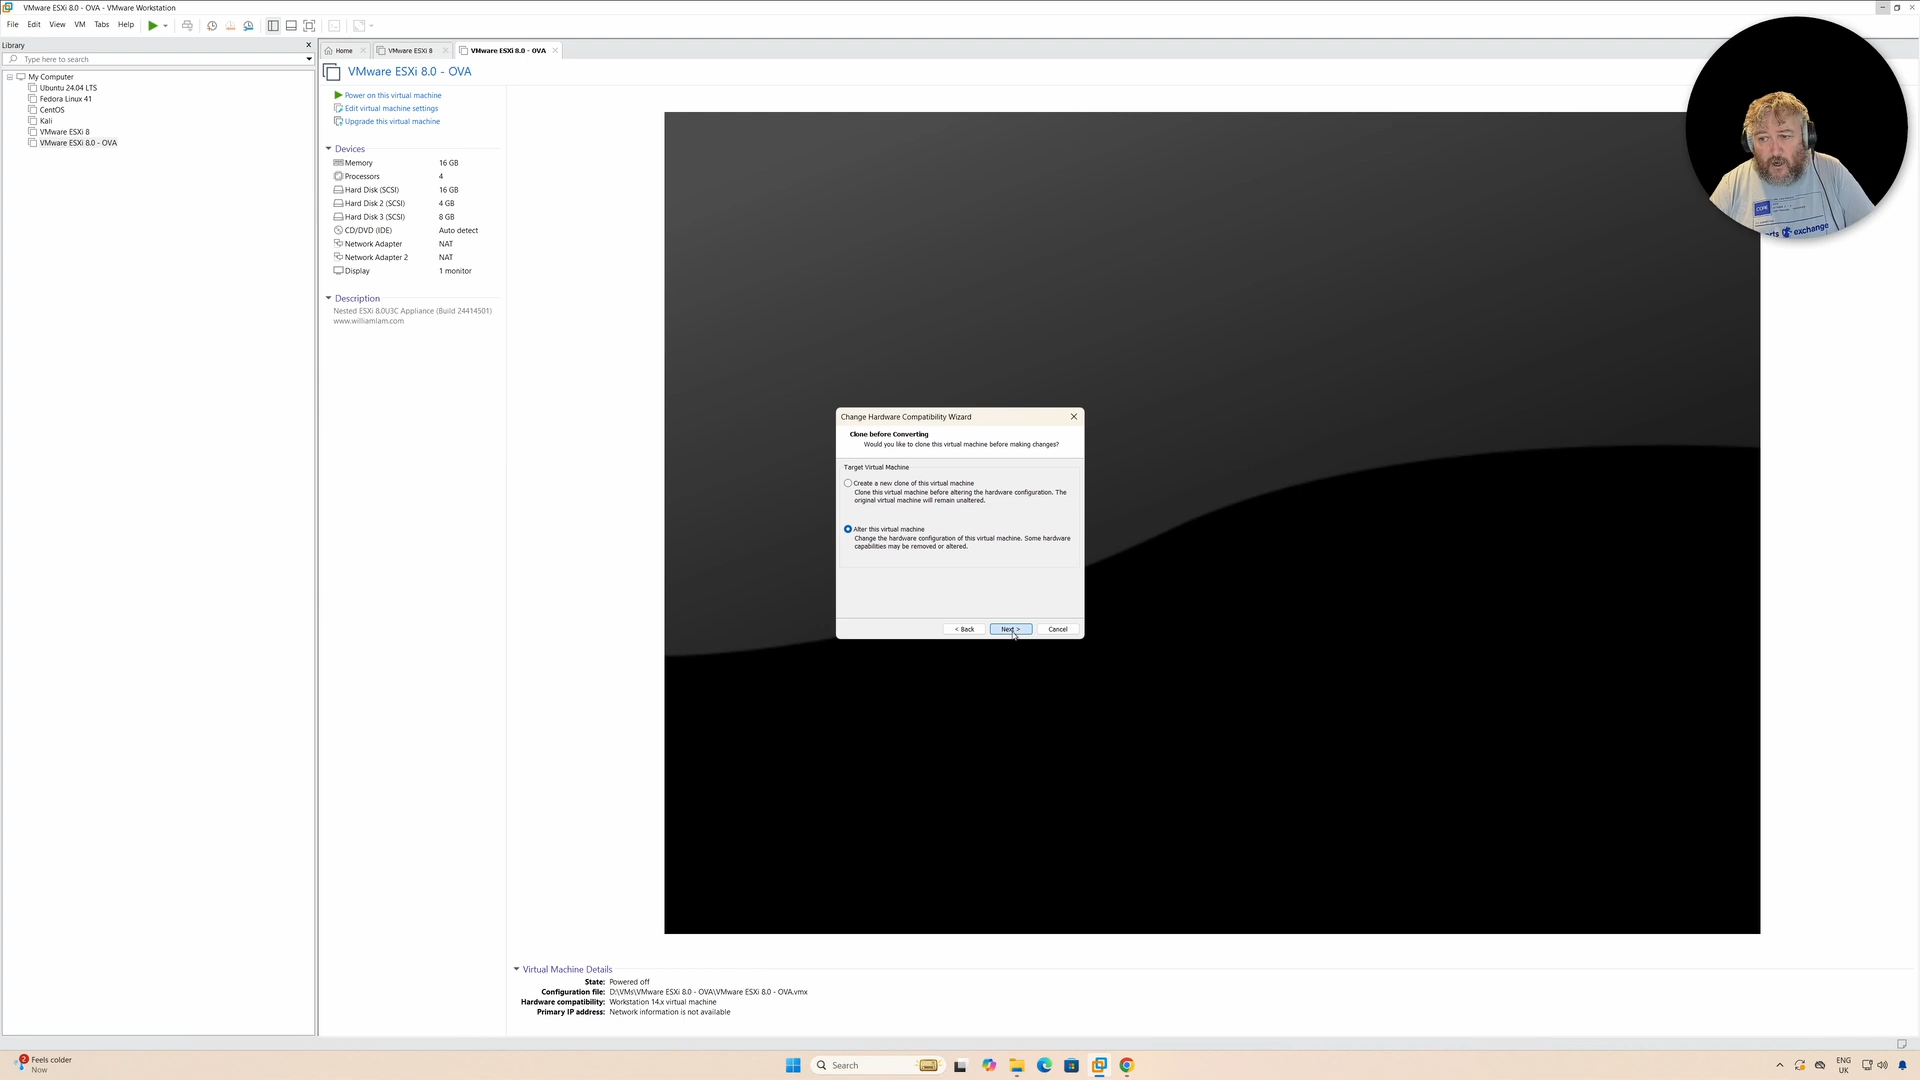 VMware ESXi 8.0 - OVA - VMware Workstation
File Edit View VM Tabs Help
Library
Type here to search
My Computer
Ubuntu 24.04 LTS
Fedora Linux 41
CentOS
Kali
VMware ESXi 8
VMware ESXi 8.0 - OVA
Home
VMware ESXi 8
VMware ESXi 8.0 - OVA
VMware ESXi 8.0 - OVA
Power on this virtual machine
Edit virtual machine settings
Upgrade this virtual machine
Devices
Memory 16 GB
Processors 4
Hard Disk (SCSI) 16 GB
Hard Disk 2 (SCSI) 4 GB
Hard Disk 3 (SCSI) 8 GB
CD/DVD (IDE) Auto detect
Network Adapter NAT
Network Adapter 2 NAT
Display 1 monitor
Description
Nested ESXi 8.0U3C Appliance (Build 24414501)
www.williamlam.com
Change Hardware Compatibility Wizard
Clone before Converting
Would you like to clone this virtual machine before making changes?
Target Virtual Machine
Create a new clone of this virtual machine
Clone this virtual machine before altering the hardware configuration. The
original virtual machine will remain unaltered.
Alter this virtual machine
Change the hardware configuration of this virtual machine. Some hardware
capabilities may be removed or altered.
< Back Next > Cancel
Virtual Machine Details
State: Powered off
Configuration file: D:\VMs\VMware ESXi 8.0 - OVA\VMware ESXi 8.0 - OVA.vmx
Hardware compatibility: Workstation 14.x virtual machine
Primary IP address: Network information is not available
CORE
exchange
2
Feels colder
Now
Search
ENG
UK